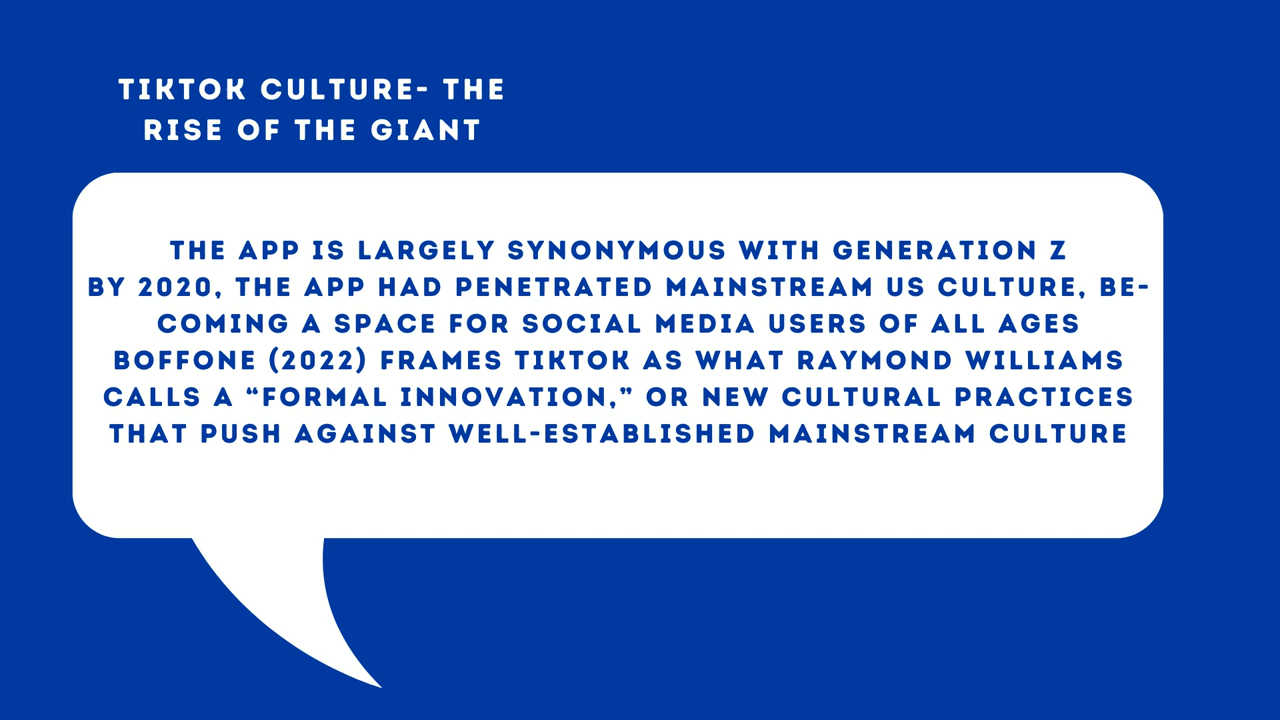 TIKTOK CULTURE- THE
RISE OF THE GIANT
THE APP IS LARGELY SYNONYMOUS WITH GENERATION Z
BY 2020, THE APP HAD PENETRATED MAINSTREAM US CULTURE, BE-
COMING A SPACE FOR SOCIAL MEDIA USERS OF ALL AGES
BOFFONE (2022) FRAMES TIKTOK AS WHAT RAYMOND WILLIAMS
CALLS A “FORMAL INNOVATION,” OR NEW CULTURAL PRACTICES
THAT PUSH AGAINST WELL-ESTABLISHED MAINSTREAM CULTURE